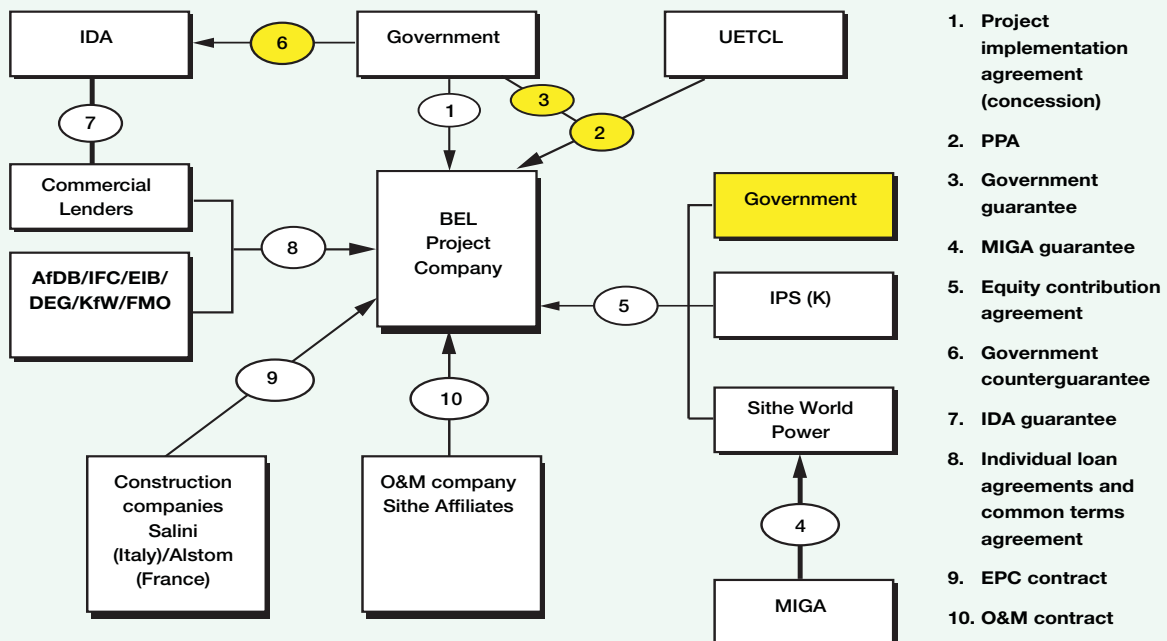 IDA
6
Government
UETCL
1
3
2
7
Commercial
Lenders
AfDB/IFC/EIB/
DEG/KfW/FMO
8
BEL
Project
Company
5
Government
IPS (K)
Sithe World
Power
9
10
4
Construction
companies
Salini
(Italy)/Alstom
(France)
O&M company
Sithe Affiliates
MIGA
1. Project
implementation
agreement
(concession)
2. PPA
3. Government
guarantee
4. MIGA guarantee
5. Equity contribution
agreement
6. Government
counterguarantee
7. IDA guarantee
8. Individual loan
agreements and
common terms
agreement
9. EPC contract
10. O&M contract